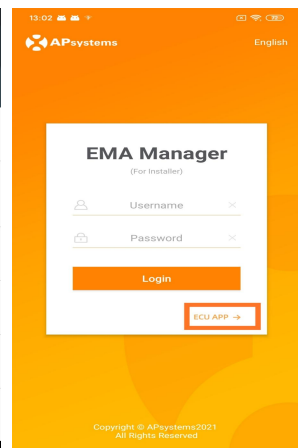 13:02
APsystems
English
EMA Manager
(For Installer)
Username
Password
Login
ECU APP →
Copyright © APsystems2021
All Rights Reserved